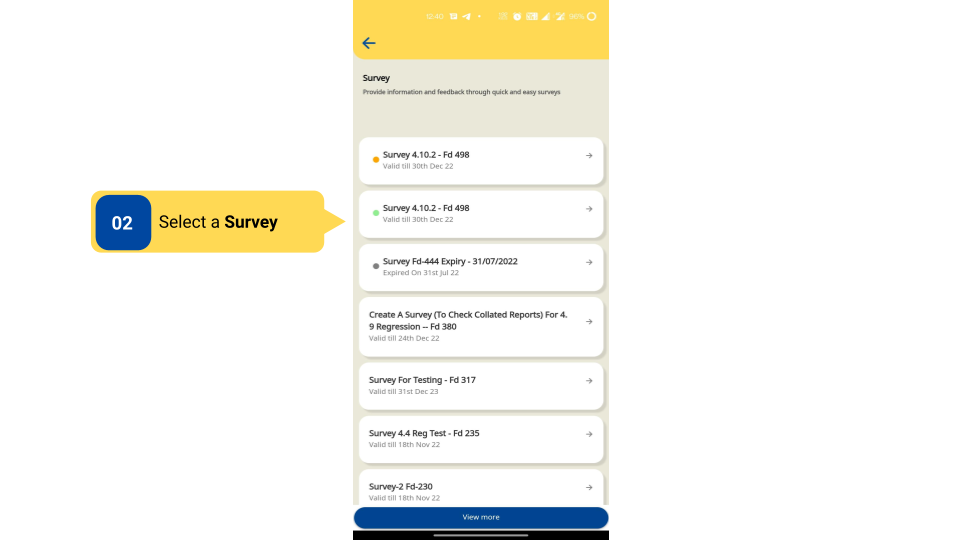 10:40
98%
Survey
Provide information and feedback through quick and easy surveys
Survey 4.10.2 - Fd 498
Valid till 30th Dec 22
02 Select a Survey
Survey 4.10.2 - Fd 498
Valid till 30th Dec 22
Survey Fd-444 Expiry - 31/07/2022
Expired On 31st Jul 22
Create A Survey (To Check Collated Reports) For 4.
9 Regression -- Fd 380
Valid till 24th Dec 22
Survey For Testing - Fd 317
Valid till 31st Dec 23
Survey 4.4 Reg Test - Fd 235
Valid till 18th Nov 22
Survey-2 Fd-230
Valid till 18th Nov 22
View more